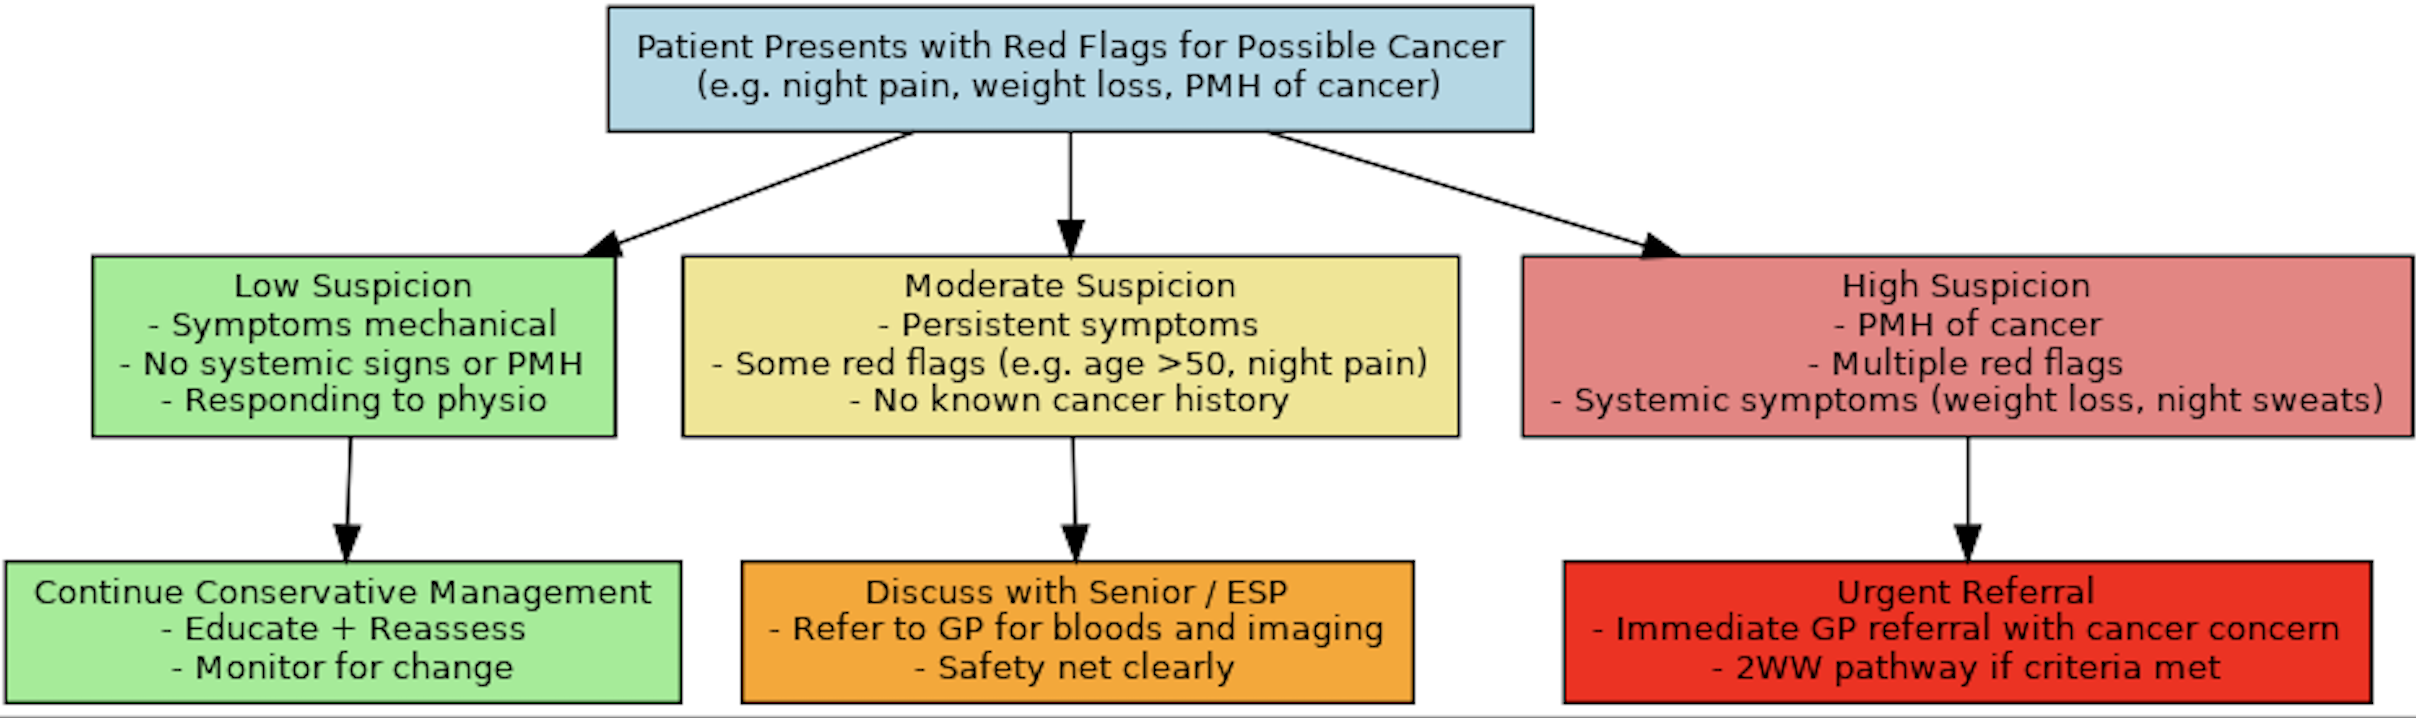 Patient Presents with Red Flags for Possible Cancer
(e.g. night pain, weight loss, PMH of cancer)
Low Suspicion
- Symptoms mechanical
- No systemic signs or PMH
- Responding to physio
Moderate Suspicion
- Persistent symptoms
- Some red flags (e.g. age >50, night pain)
- No known cancer history
High Suspicion
- PMH of cancer
- Multiple red flags
- Systemic symptoms (weight loss, night sweats)
Continue Conservative Management
- Educate + Reassess
- Monitor for change
Discuss with Senior / ESP
- Refer to GP for bloods and imaging
- Safety net clearly
Urgent Referral
- Immediate GP referral with cancer concern
- 2WW pathway if criteria met